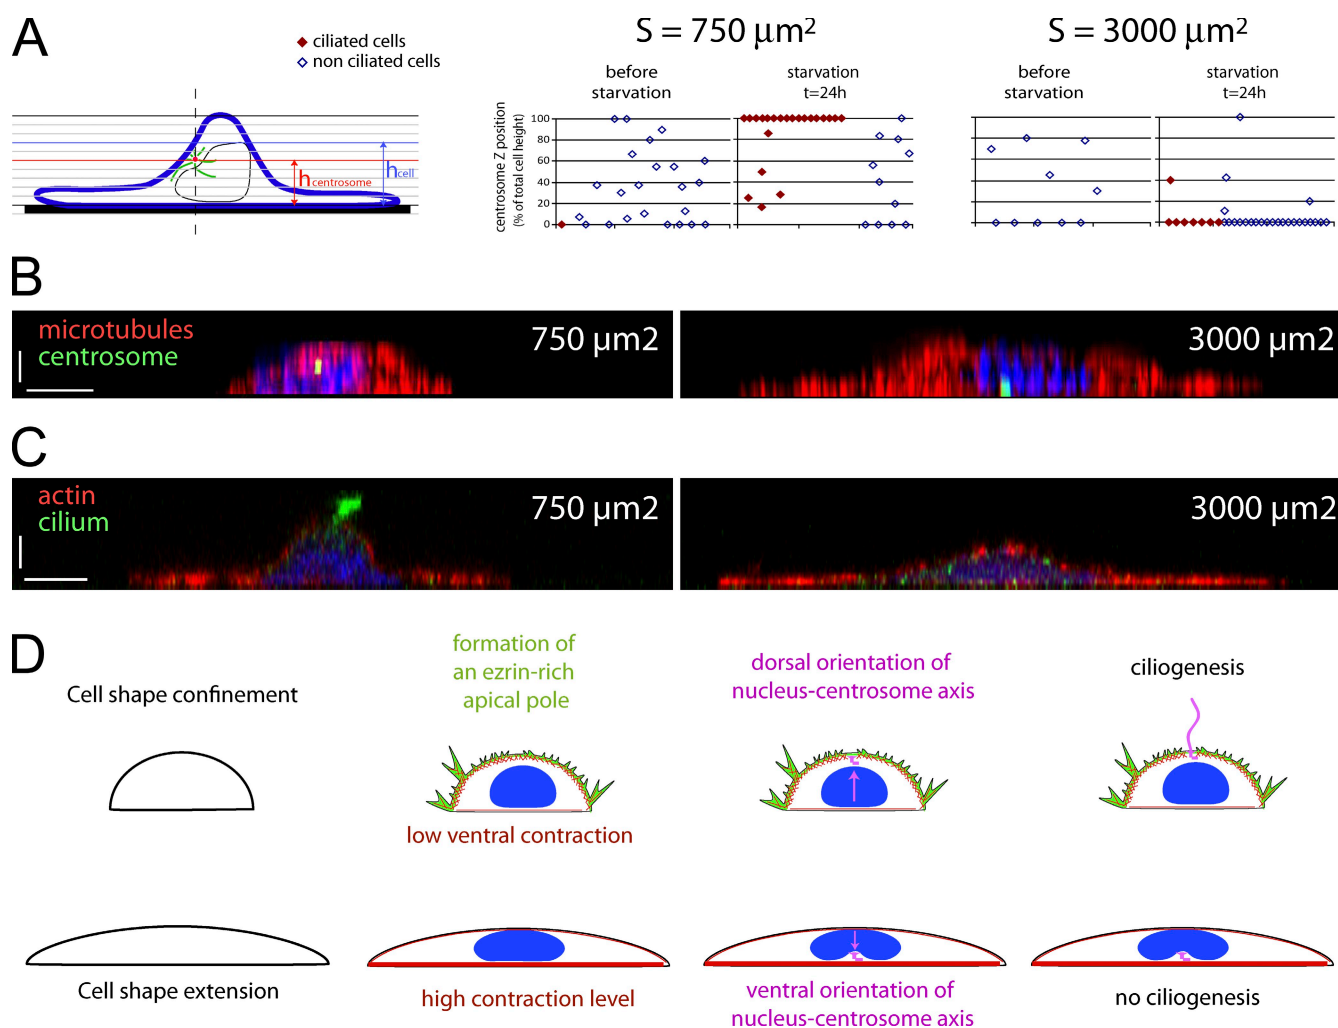 A
ciliated cells
non ciliated cells
h centrosome
h cell
S = 750 µm2
S = 3000 µm2
before
starvation
starvation
t=24h
before
starvation
starvation
t=24h
centrosome Z position
(% of total cell height)
100
80
60
40
20
0
B
microtubules
centrosome
750 µm2
3000 µm2
C
actin
cilium
750 µm2
3000 µm2
D
Cell shape confinement
formation of
an ezrin-rich
apical pole
low ventral contraction
dorsal orientation of
nucleus-centrosome axis
ciliogenesis
Cell shape extension
high contraction level
ventral orientation of
nucleus-centrosome axis
no ciliogenesis